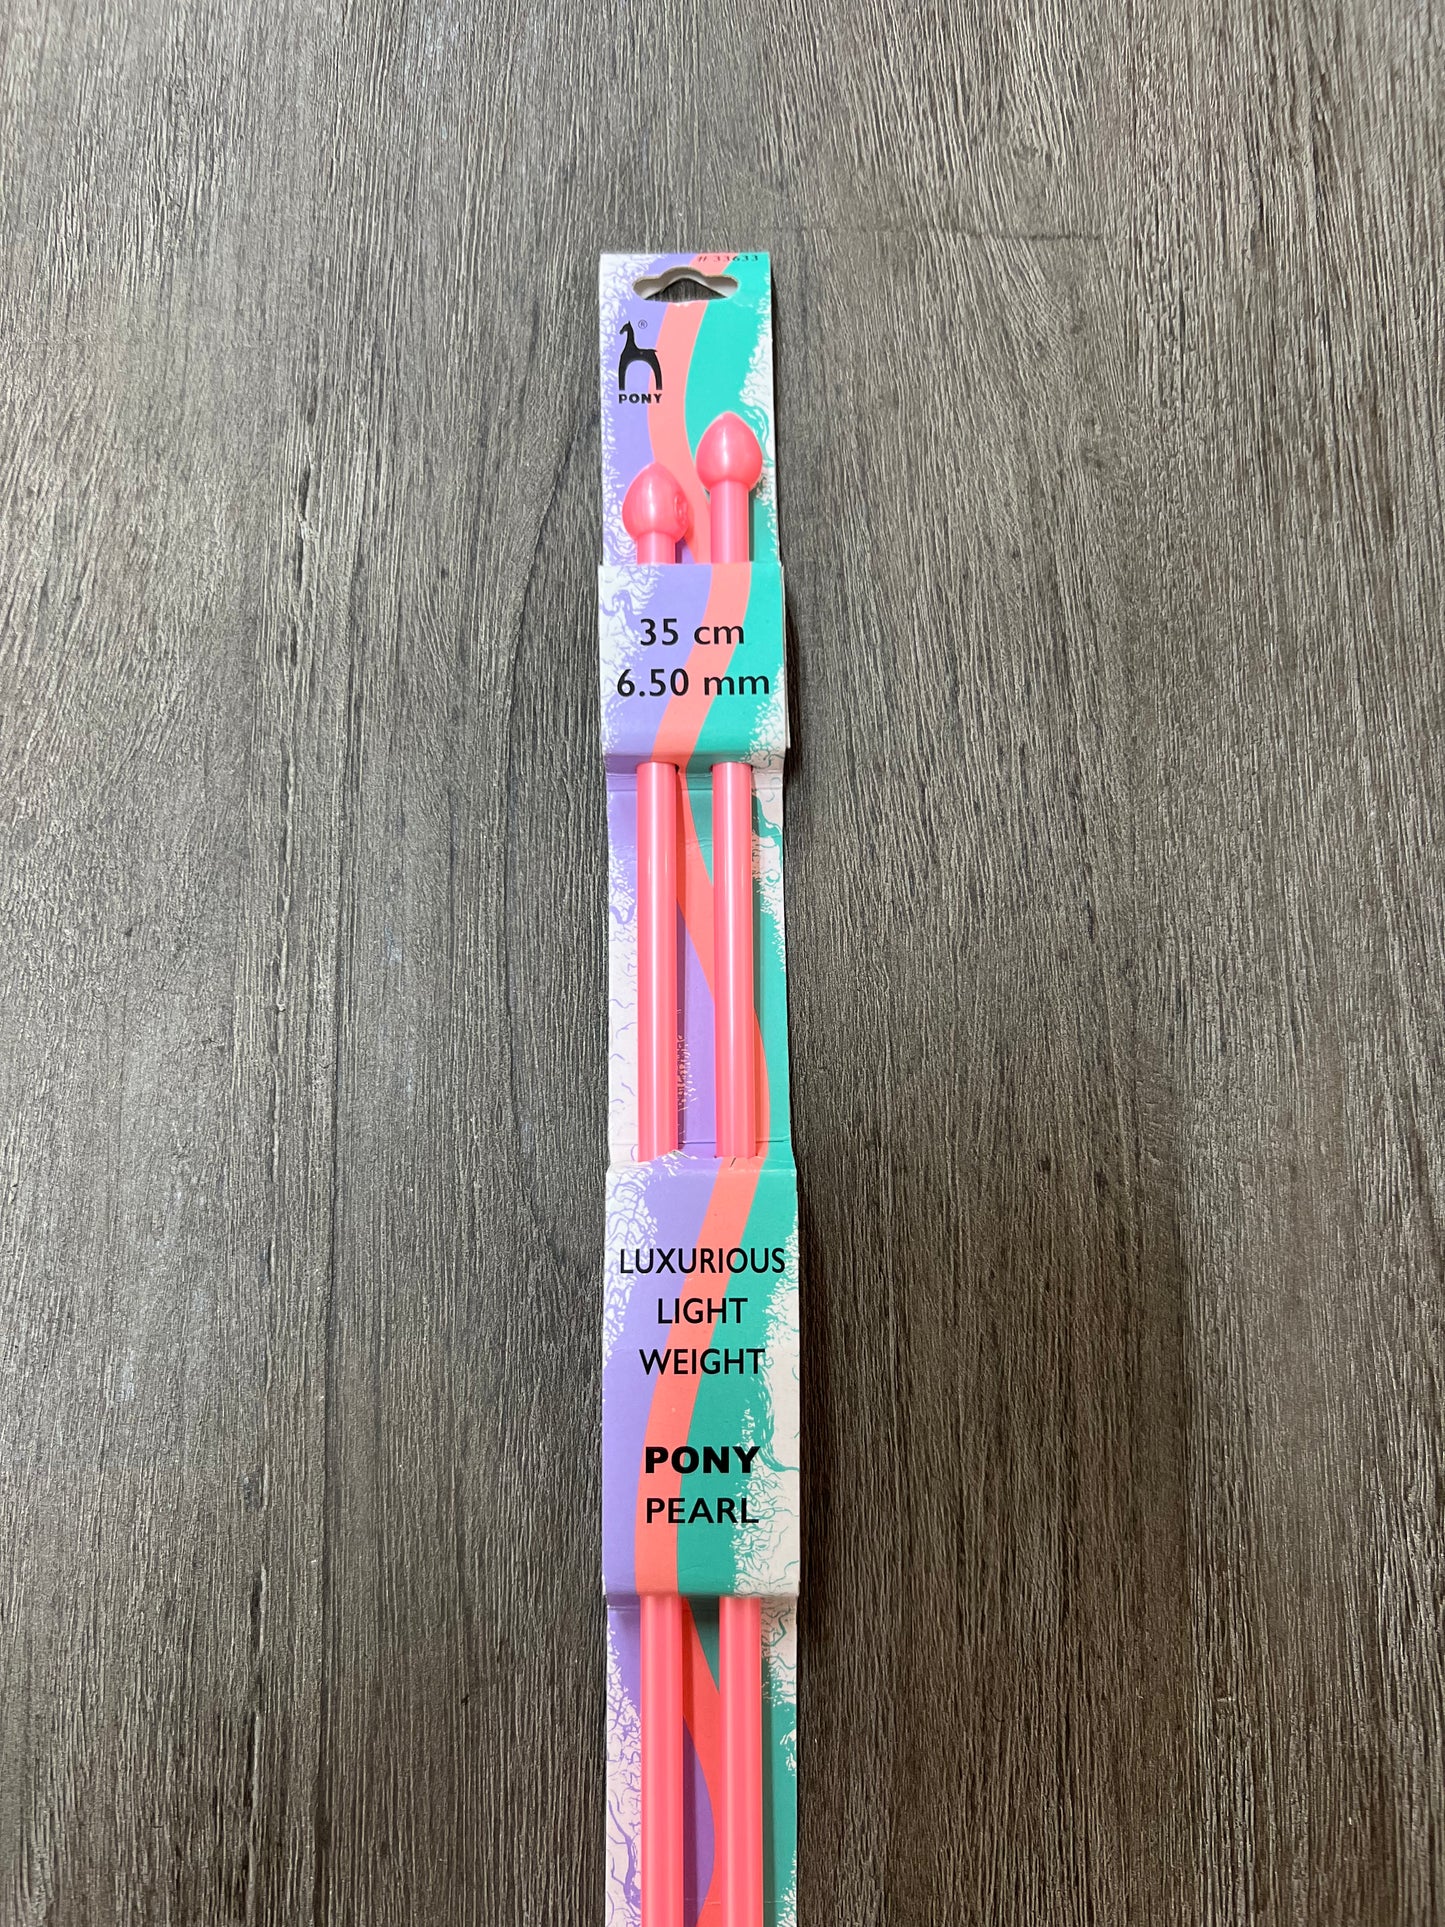 # 33633
®
PONY
35 cm
6.50 mm
LUXURIOUS
LIGHT
WEIGHT
PONY
PEARL